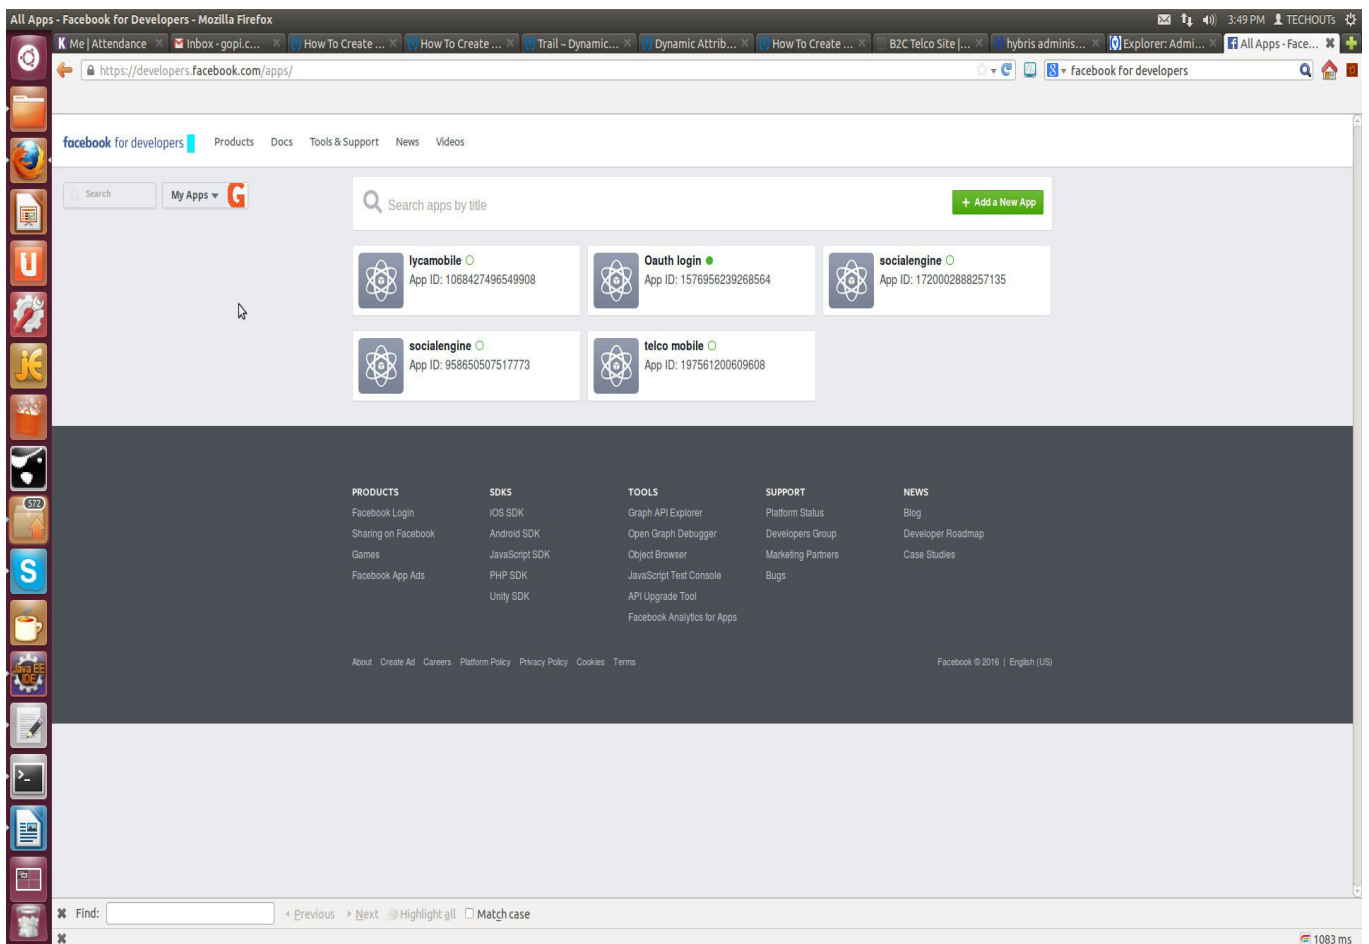 All Apps - Facebook for Developers - Mozilla Firefox
3:49 PM TECHOUTs
K Me | Attendance
Inbox - gopi.c...
How To Create ...
How To Create ...
Trail ~ Dynamic...
Dynamic Attrib...
How To Create ...
B2C Telco Site |...
hybris adminis...
Explorer: Admi...
All Apps - Face...
https://developers.facebook.com/apps/
facebook for developers
facebook for developers
Products Docs Tools & Support News Videos
Search
My Apps
G
Search apps by title
+ Add a New App
lycamobile
App ID: 1068427496549908
Oauth login
App ID: 1576956239268564
socialengine
App ID: 1720002888257135
socialengine
App ID: 958650507517773
telco mobile
App ID: 197561200609608
PRODUCTS
Facebook Login
Sharing on Facebook
Games
Facebook App Ads
SDKS
iOS SDK
Android SDK
JavaScript SDK
PHP SDK
Unity SDK
TOOLS
Graph API Explorer
Open Graph Debugger
Object Browser
JavaScript Test Console
API Upgrade Tool
Facebook Analytics for Apps
SUPPORT
Platform Status
Developers Group
Marketing Partners
Bugs
NEWS
Blog
Developer Roadmap
Case Studies
About Create Ad Careers Platform Policy Privacy Policy Cookies Terms
Facebook © 2016 | English (US)
572
Java EE
IDE
Find:
Previous Next Highlight all Match case
1083 ms